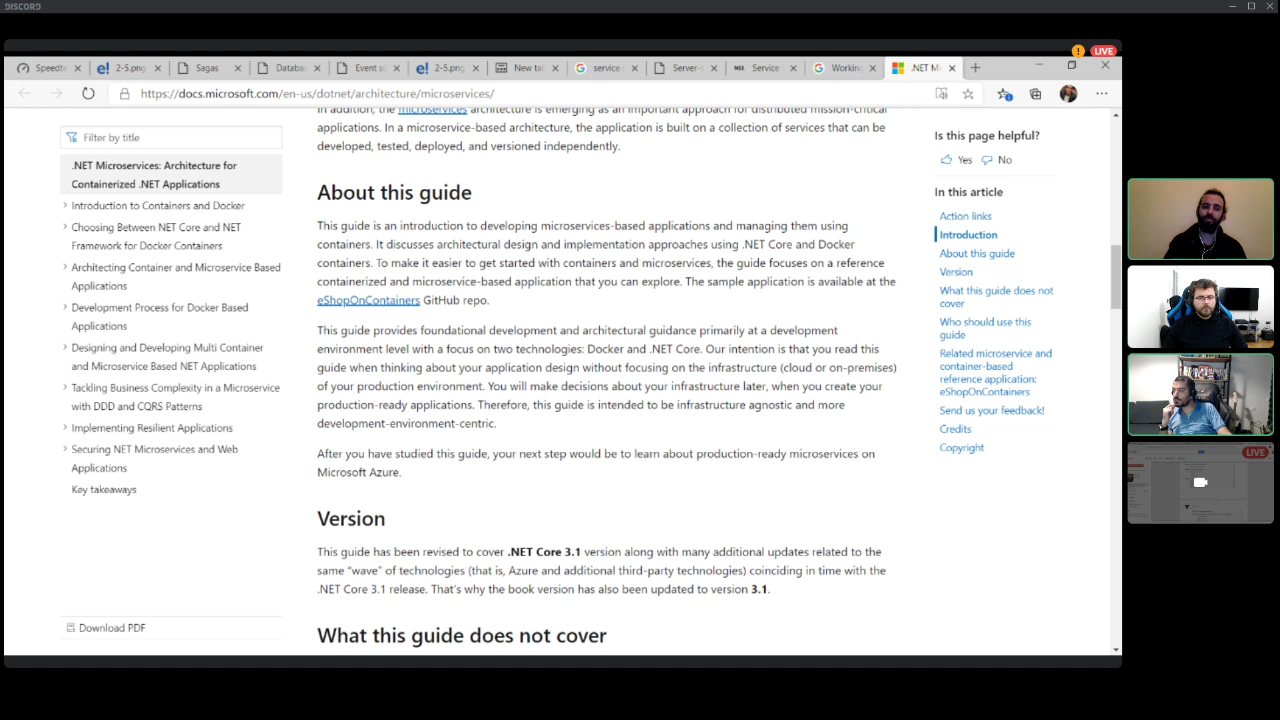 DISCORD
LIVE
Speedte
2-5.png
Sagas
Databa
Event so
2-5.png
New ta
service
Server-s
Service
Working
.NET M
https://docs.microsoft.com/en-us/dotnet/architecture/microservices/
Filter by title
.NET Microservices: Architecture for
Containerized .NET Applications
Introduction to Containers and Docker
Choosing Between NET Core and NET
Framework for Docker Containers
Architecting Container and Microservice Based
Applications
Development Process for Docker Based
Applications
Designing and Developing Multi Container
and Microservice Based NET Applications
Tackling Business Complexity in a Microservice
with DDD and CQRS Patterns
Implementing Resilient Applications
Securing NET Microservices and Web
Applications
Key takeaways
Download PDF
In addition, the microservices architecture is emerging as an important approach for distributed mission-critical
applications. In a microservice-based architecture, the application is built on a collection of services that can be
developed, tested, deployed, and versioned independently.
About this guide
This guide is an introduction to developing microservices-based applications and managing them using
containers. It discusses architectural design and implementation approaches using .NET Core and Docker
containers. To make it easier to get started with containers and microservices, the guide focuses on a reference
containerized and microservice-based application that you can explore. The sample application is available at the
eShopOnContainers GitHub repo.
This guide provides foundational development and architectural guidance primarily at a development
environment level with a focus on two technologies: Docker and .NET Core. Our intention is that you read this
guide when thinking about your application design without focusing on the infrastructure (cloud or on-premises)
of your production environment. You will make decisions about your infrastructure later, when you create your
production-ready applications. Therefore, this guide is intended to be infrastructure agnostic and more
development-environment-centric.
After you have studied this guide, your next step would be to learn about production-ready microservices on
Microsoft Azure.
Version
This guide has been revised to cover .NET Core 3.1 version along with many additional updates related to the
same “wave” of technologies (that is, Azure and additional third-party technologies) coinciding in time with the
.NET Core 3.1 release. That’s why the book version has also been updated to version 3.1.
What this guide does not cover
Is this page helpful?
Yes No
In this article
Action links
Introduction
About this guide
Version
What this guide does not
cover
Who should use this
guide
Related microservice and
container-based
reference application:
eShopOnContainers
Send us your feedback!
Credits
Copyright
LIVE